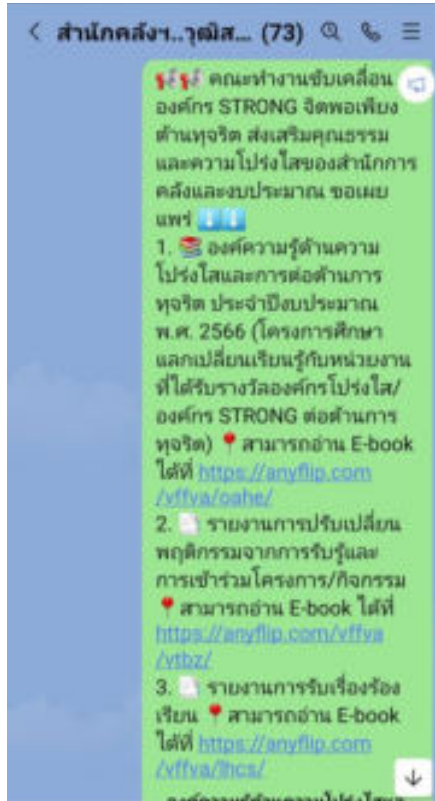 สำนักคลังฯ..วุฒิส... (73)
คณะทำงานขับเคลื่อน
องค์กร STRONG จิตพอเพียง
ต้านทุจริต ส่งเสริมคุณธรรม
และความโปร่งใสของสำนักการ
คลังและงบประมาณ ขอเผย
แพร่ ⬇️⬇️
1. 📚 องค์ความรู้ด้านความ
โปร่งใสและการต่อต้านการ
ทุจริต ประจำปีงบประมาณ
พ.ศ. 2566 (โครงการศึกษา
แลกเปลี่ยนเรียนรู้กับหน่วยงาน
ที่ได้รับรางวัลองค์กรโปร่งใส/
องค์กร STRONG ต่อต้านการ
ทุจริต) 📍 สามารถอ่าน E-book
ได้ที่ https://anyflip.com
/vffva/oahe/
2. 📄 รายงานการปรับเปลี่ยน
พฤติกรรมจากการรับรู้และ
การเข้าร่วมโครงการ/กิจกรรม
📍 สามารถอ่าน E-book ได้ที่
https://anyflip.com/vffva
/vtbz/
3. 📄 รายงานการรับเรื่องร้อง
เรียน 📍 สามารถอ่าน E-book
ได้ที่ https://anyflip.com
/vffva/lhcs/